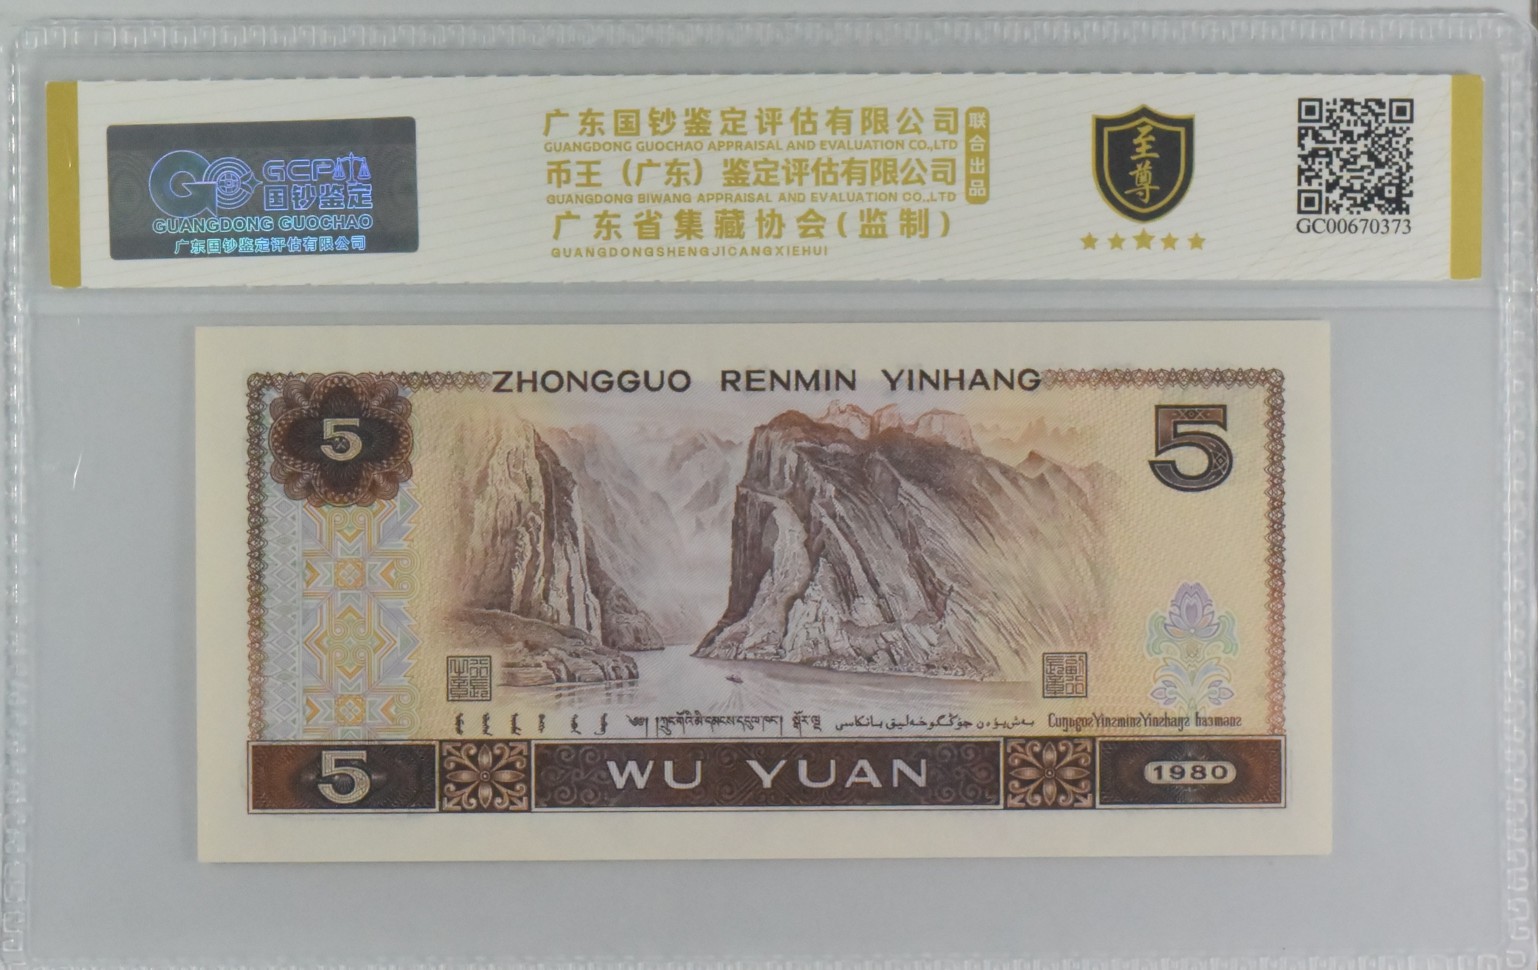 GCP
国钞鉴定
GUANGDONG GUOCHAO
广东国钞鉴定评估有限公司
广东国钞鉴定评估有限公司
GUANGDONG GUOCHAO APPRAISAL AND EVALUATION CO.,LTD
币王（广东）鉴定评估有限公司
GUANGDONG BIWANG APPRAISAL AND EVALUATION CO.,LTD
联合出品
广东省集藏协会(监制)
GUANGDONGSHENGJICANGXIEHUI
至尊
GC00670373
ZHONGGUO RENMIN YINHANG
5
5
Cuŋgoz Yinzminz Yinzhaŋz
5
WU YUAN
1980